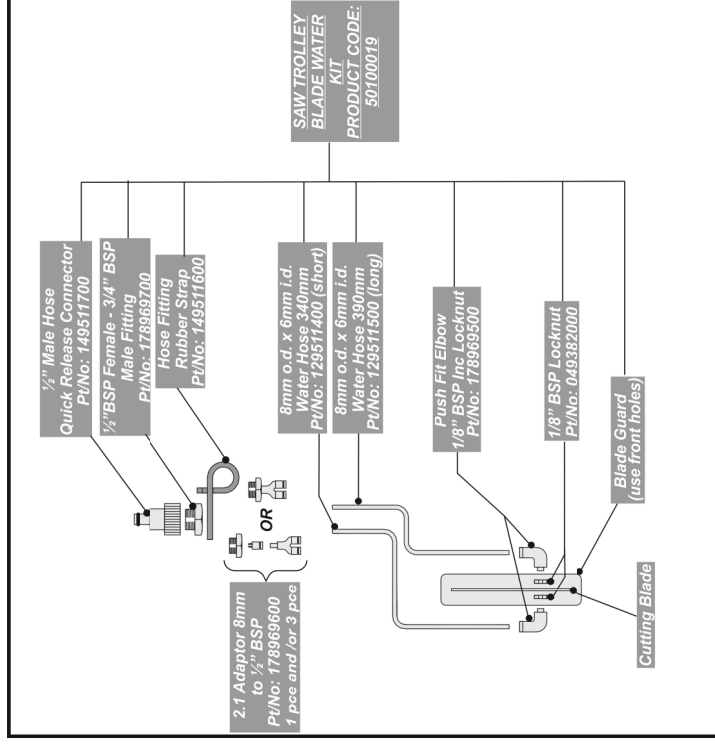 SAW TROLLEY
BLADE WATER
KIT
PRODUCT CODE:
50100019
½" Male Hose
Quick Release Connector
Pt/No: 149511700
½"BSP Female - 3/4" BSP
Male Fitting
Pt/No: 178969700
Hose Fitting
Rubber Strap
Pt/No: 149511600
8mm o.d. x 6mm i.d.
Water Hose 340mm
Pt/No: 129511400 (short)
8mm o.d. x 6mm i.d.
Water Hose 390mm
Pt/No: 129511500 (long)
Push Fit Elbow
1/8" BSP Inc Locknut
Pt/No: 178969500
1/8" BSP Locknut
Pt/No: 049382000
Blade Guard
(use front holes)
OR
2.1 Adaptor 8mm
to ½" BSP
Pt/No: 178969600
1 pce and /or 3 pce
Cutting Blade